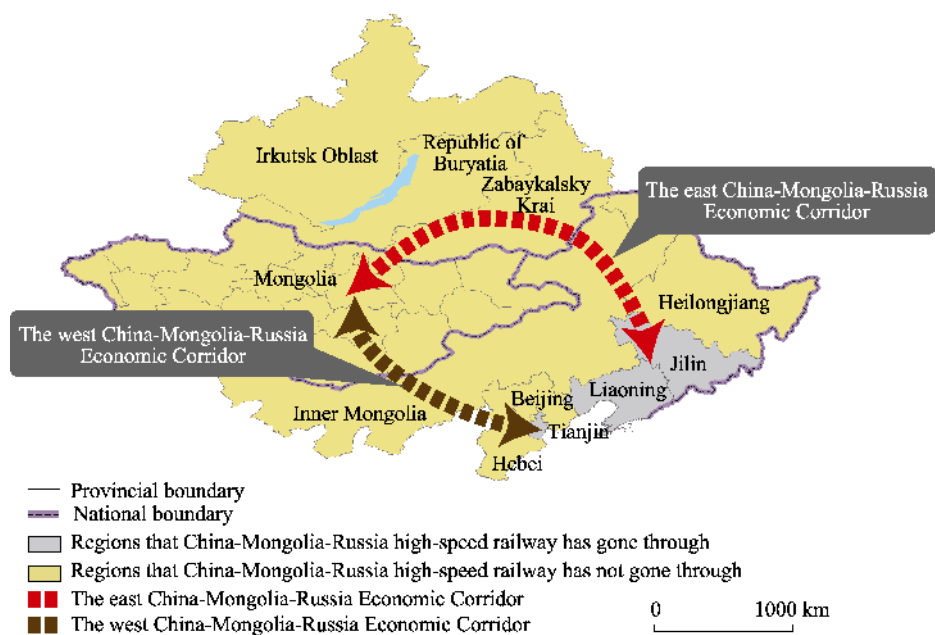 Irkutsk Oblast
Republic of
Buryatia
Zabaykalsky
Krai
The east China-Mongolia-Russia
Economic Corridor
Mongolia
Heilongjiang
The west China-Mongolia-Russia
Economic Corridor
Jilin
Liaoning
Beijing
Inner Mongolia
Tianjin
Hebei
Provincial boundary
National boundary
Regions that China-Mongolia-Russia high-speed railway has gone through
Regions that China-Mongolia-Russia high-speed railway has not gone through
The east China-Mongolia-Russia Economic Corridor
The west China-Mongolia-Russia Economic Corridor
0 1000 km